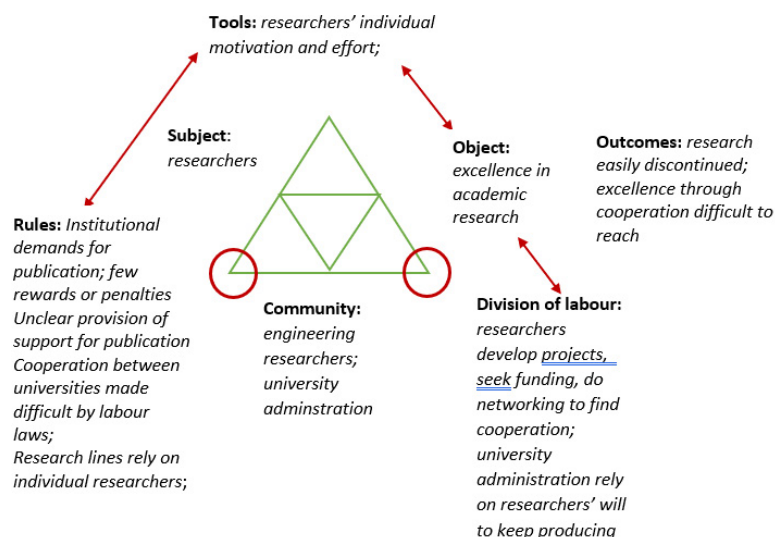 Tools: researchers' individual
motivation and effort;
Subject:
researchers
Object:
excellence in
academic
research
Outcomes: research
easily discontinued;
excellence through
cooperation difficult to
reach
Rules: Institutional
demands for
publication; few
rewards or penalties
Unclear provision of
support for publication
Cooperation between
universities made
difficult by labour
laws;
Research lines rely on
individual researchers;
Community:
engineering
researchers;
university
adminstration
Division of labour:
researchers
develop projects,
seek funding, do
networking to find
cooperation;
university
administration rely
on researchers' will
to keep producing